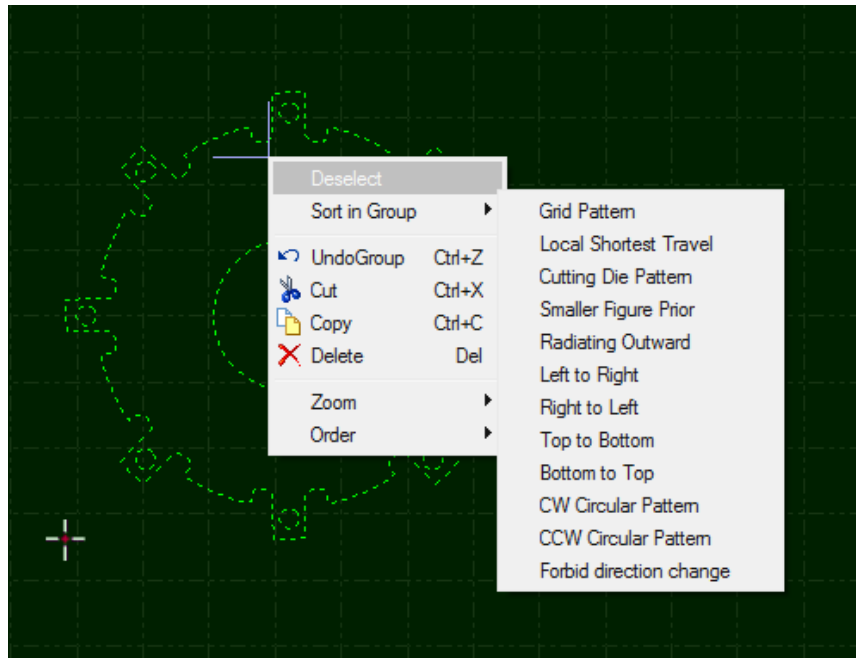 Deselect
Sort in Group
UndoGroup Ctrl+Z
Cut Ctrl+X
Copy Ctrl+C
Delete Del
Zoom
Order
Grid Pattern
Local Shortest Travel
Cutting Die Pattern
Smaller Figure Prior
Radiating Outward
Left to Right
Right to Left
Top to Bottom
Bottom to Top
CW Circular Pattern
CCW Circular Pattern
Forbid direction change